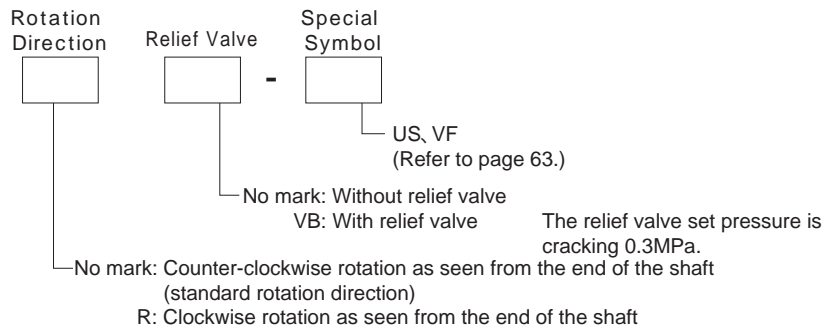 Rotation Direction
Relief Valve
Special Symbol
-
US、VF
(Refer to page 63.)
No mark: Without relief valve
VB: With relief valve
The relief valve set pressure is
cracking 0.3MPa.
No mark: Counter-clockwise rotation as seen from the end of the shaft
(standard rotation direction)
R: Clockwise rotation as seen from the end of the shaft